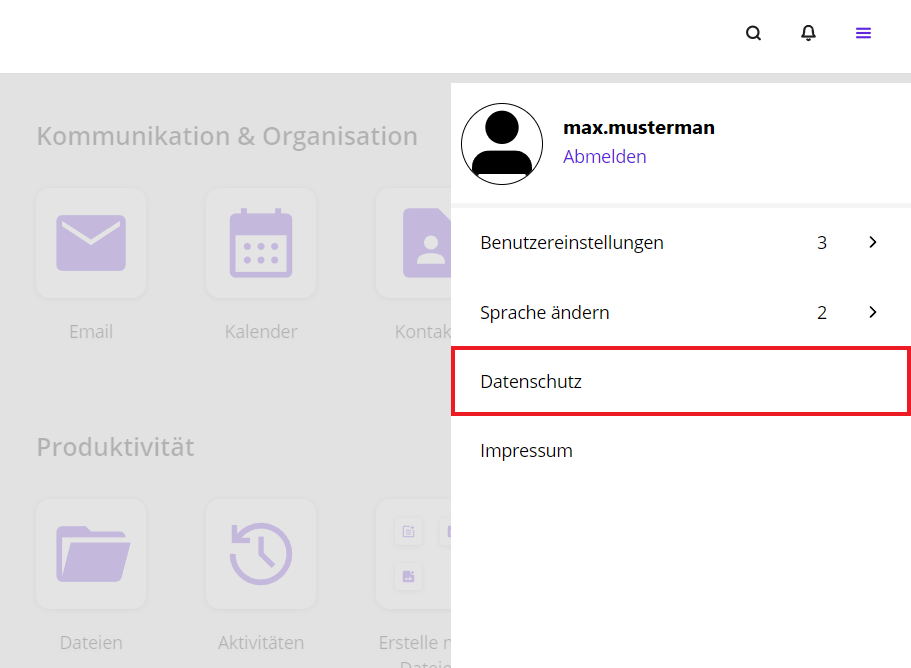 max.musterman
Abmelden
Kommunikation & Organisation
Benutzereinstellungen 3
Sprache ändern 2
Email
Kalender
Kontak
Datenschutz
Impressum
Produktivität
Dateien
Aktivitäten
Erstelle
Dateie